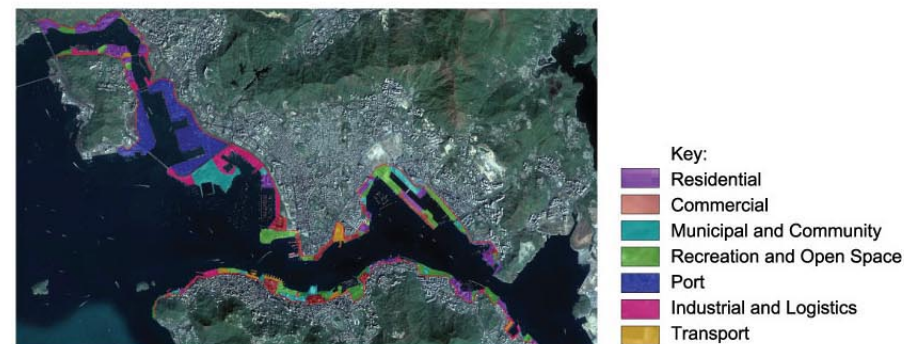 Key:
Residential
Commercial
Municipal and Community
Recreation and Open Space
Port
Industrial and Logistics
Transport